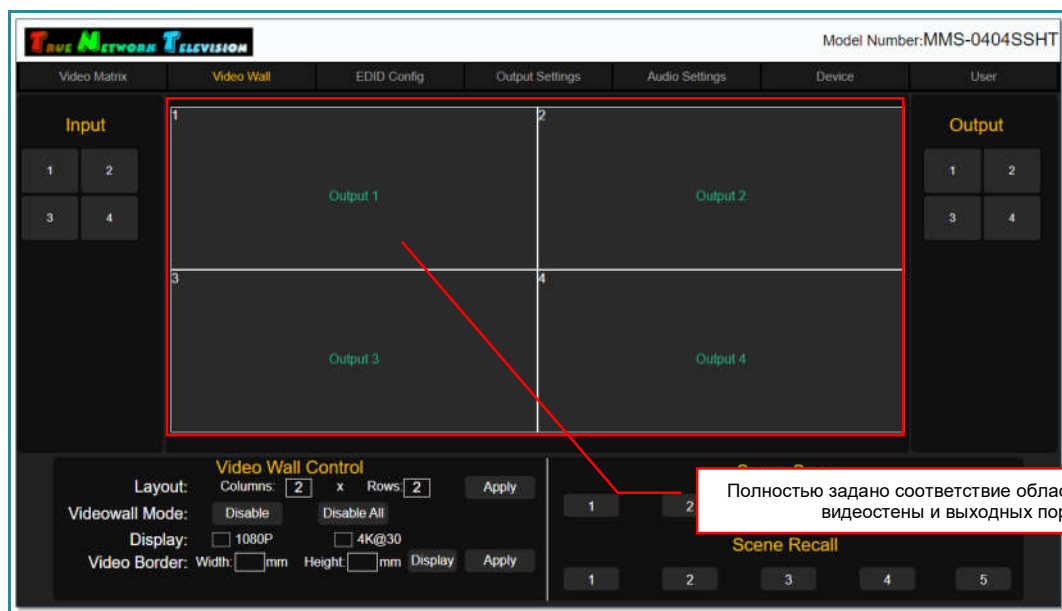 TRUE NETWORK TELEVISION
Model Number:MMS-0404SSHT
Video Matrix Video Wall EDID Config Output Settings Audio Settings Device User
Input
1 2
3 4
1 2
Output 1 Output 2
3 4
Output 3 Output 4
Output
1 2
3 4
Video Wall Control
Layout: Columns: 2 x Rows: 2 Apply
Videowall Mode: Disable Disable All
Display: 1080P 4K@30
Video Border: Width: mm Height: mm Display Apply
1 2
Полностью задано соответствие
видеостены и выходных
Scene Recall
1 2 3 4 5